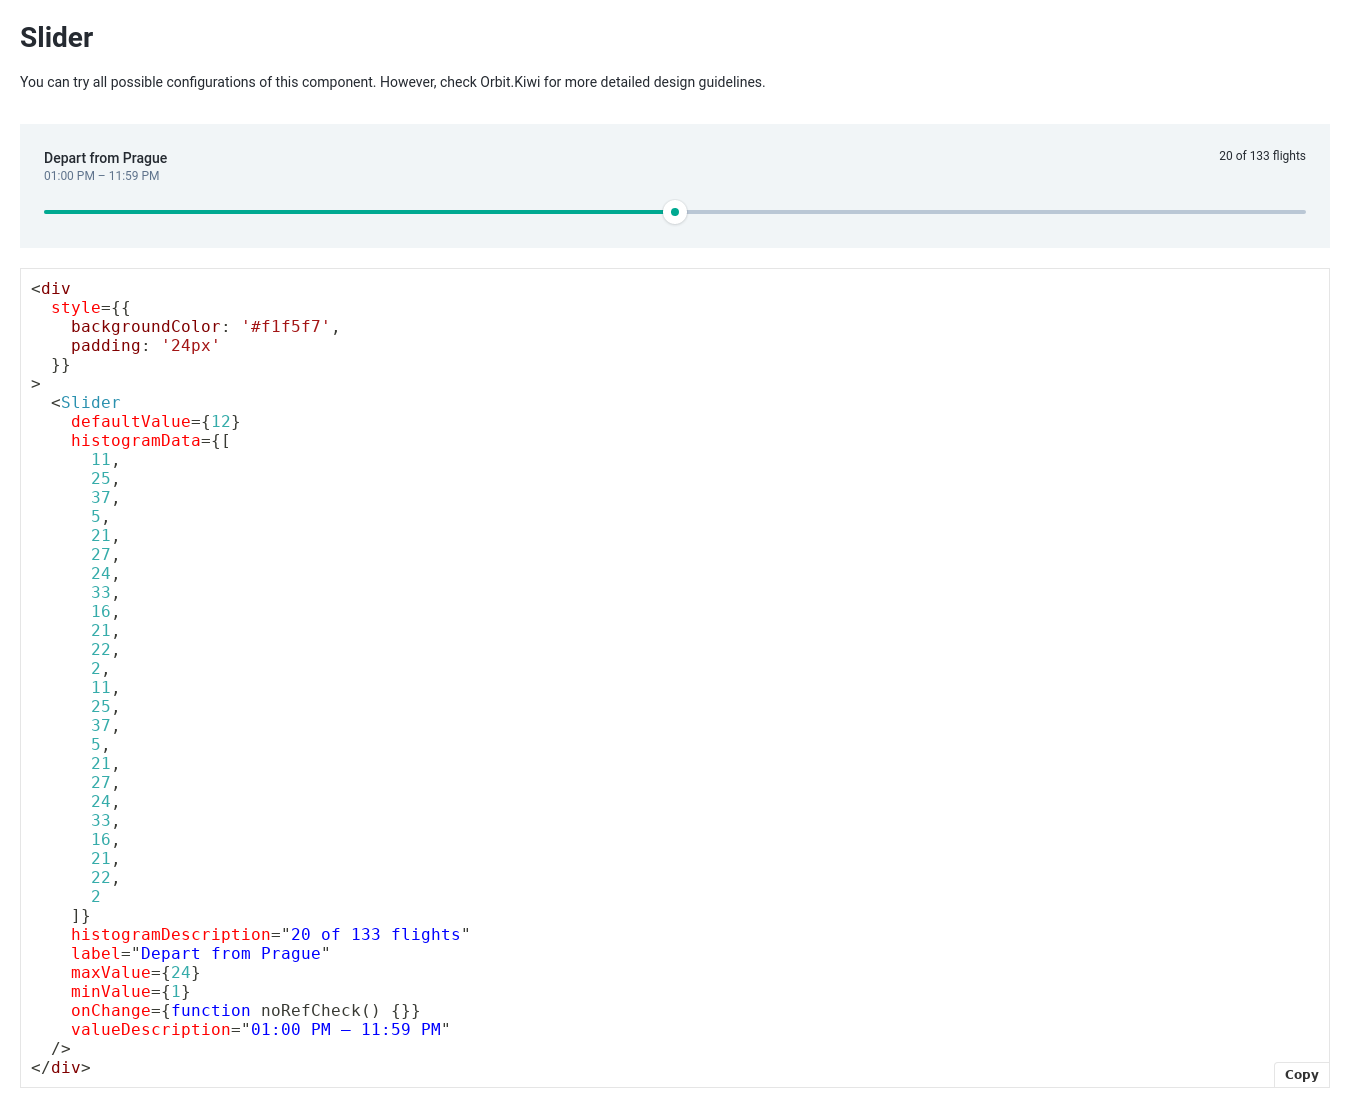 Slider
You can try all possible configurations of this component. However, check Orbit.Kiwi for more detailed design guidelines.
Depart from Prague
20 of 133 flights
01:00 PM – 11:59 PM
<div
  style={{
    backgroundColor: '#f1f5f7',
    padding: '24px'
  }}
>
  <Slider
    defaultValue={12}
    histogramData={[
      11,
      25,
      37,
      5,
      21,
      27,
      24,
      33,
      16,
      21,
      22,
      2,
      11,
      25,
      37,
      5,
      21,
      27,
      24,
      33,
      16,
      21,
      22,
      2
    ]}
    histogramDescription="20 of 133 flights"
    label="Depart from Prague"
    maxValue={24}
    minValue={1}
    onChange={function noRefCheck() {}}
    valueDescription="01:00 PM – 11:59 PM"
  />
</div>
Copy